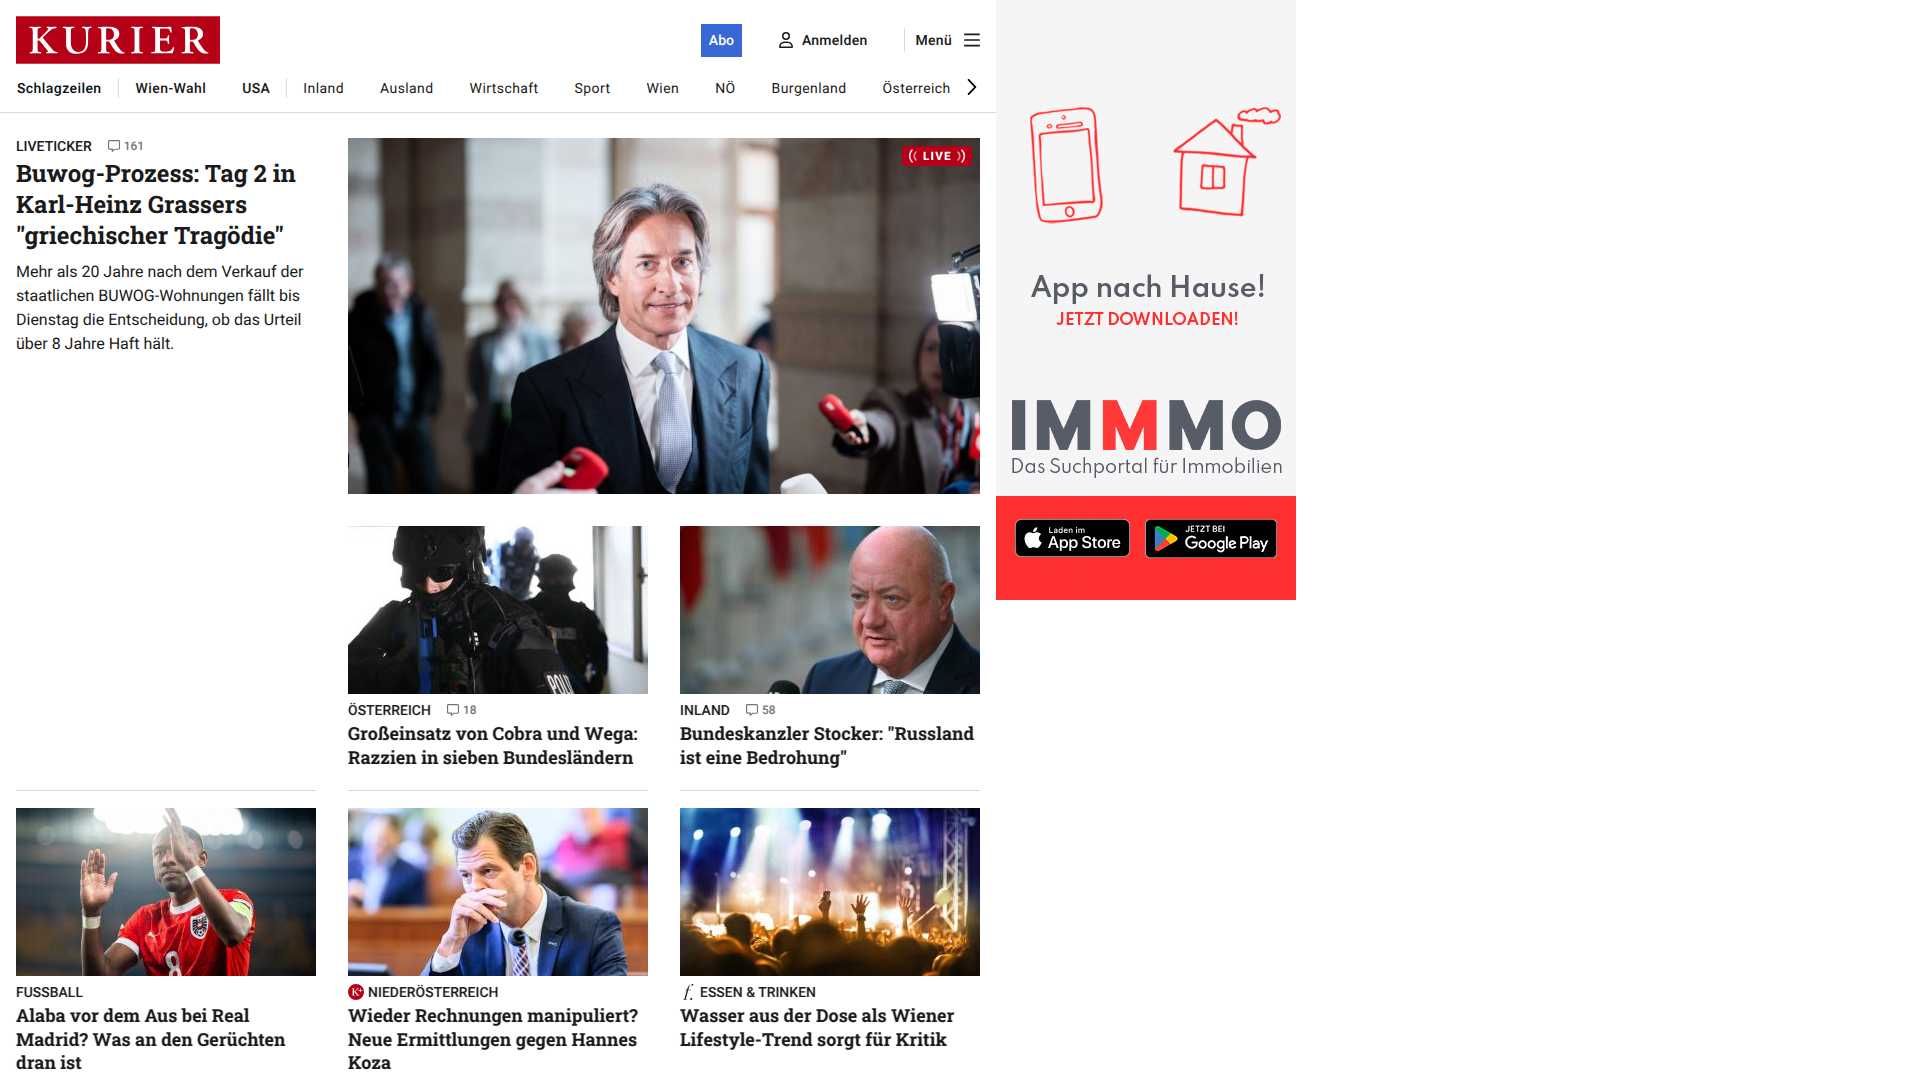 KURIER
Abo
Anmelden
Menü
Schlagzeilen
Wien-Wahl
USA
Inland
Ausland
Wirtschaft
Sport
Wien
NÖ
Burgenland
Österreich
LIVETICKER 161
Buwog-Prozess: Tag 2 in
Karl-Heinz Grassers
"griechischer Tragödie"
Mehr als 20 Jahre nach dem Verkauf der
staatlichen BUWOG-Wohnungen fällt bis
Dienstag die Entscheidung, ob das Urteil
über 8 Jahre Haft hält.
LIVE
ÖSTERREICH 18
Großeinsatz von Cobra und Wega:
Razzien in sieben Bundesländern
INLAND 58
Bundeskanzler Stocker: "Russland
ist eine Bedrohung"
8
FUSSBALL
Alaba vor dem Aus bei Real
Madrid? Was an den Gerüchten
dran ist
K+ NIEDERÖSTERREICH
Wieder Rechnungen manipuliert?
Neue Ermittlungen gegen Hannes
Koza
f. ESSEN & TRINKEN
Wasser aus der Dose als Wiener
Lifestyle-Trend sorgt für Kritik
App nach Hause!
JETZT DOWNLOADEN!
IMMMO
Das Suchportal für Immobilien
Laden im
App Store
JETZT BEI
Google Play